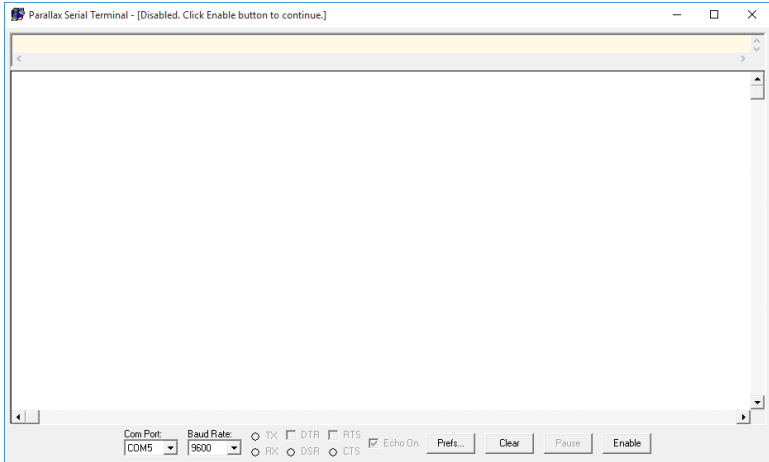 Parallax Serial Terminal - [Disabled. Click Enable button to continue.]
Com Port: Baud Rate: TX DTR RTS
COM5 9600 RX DSR CTS Echo On Prefs... Clear Pause Enable